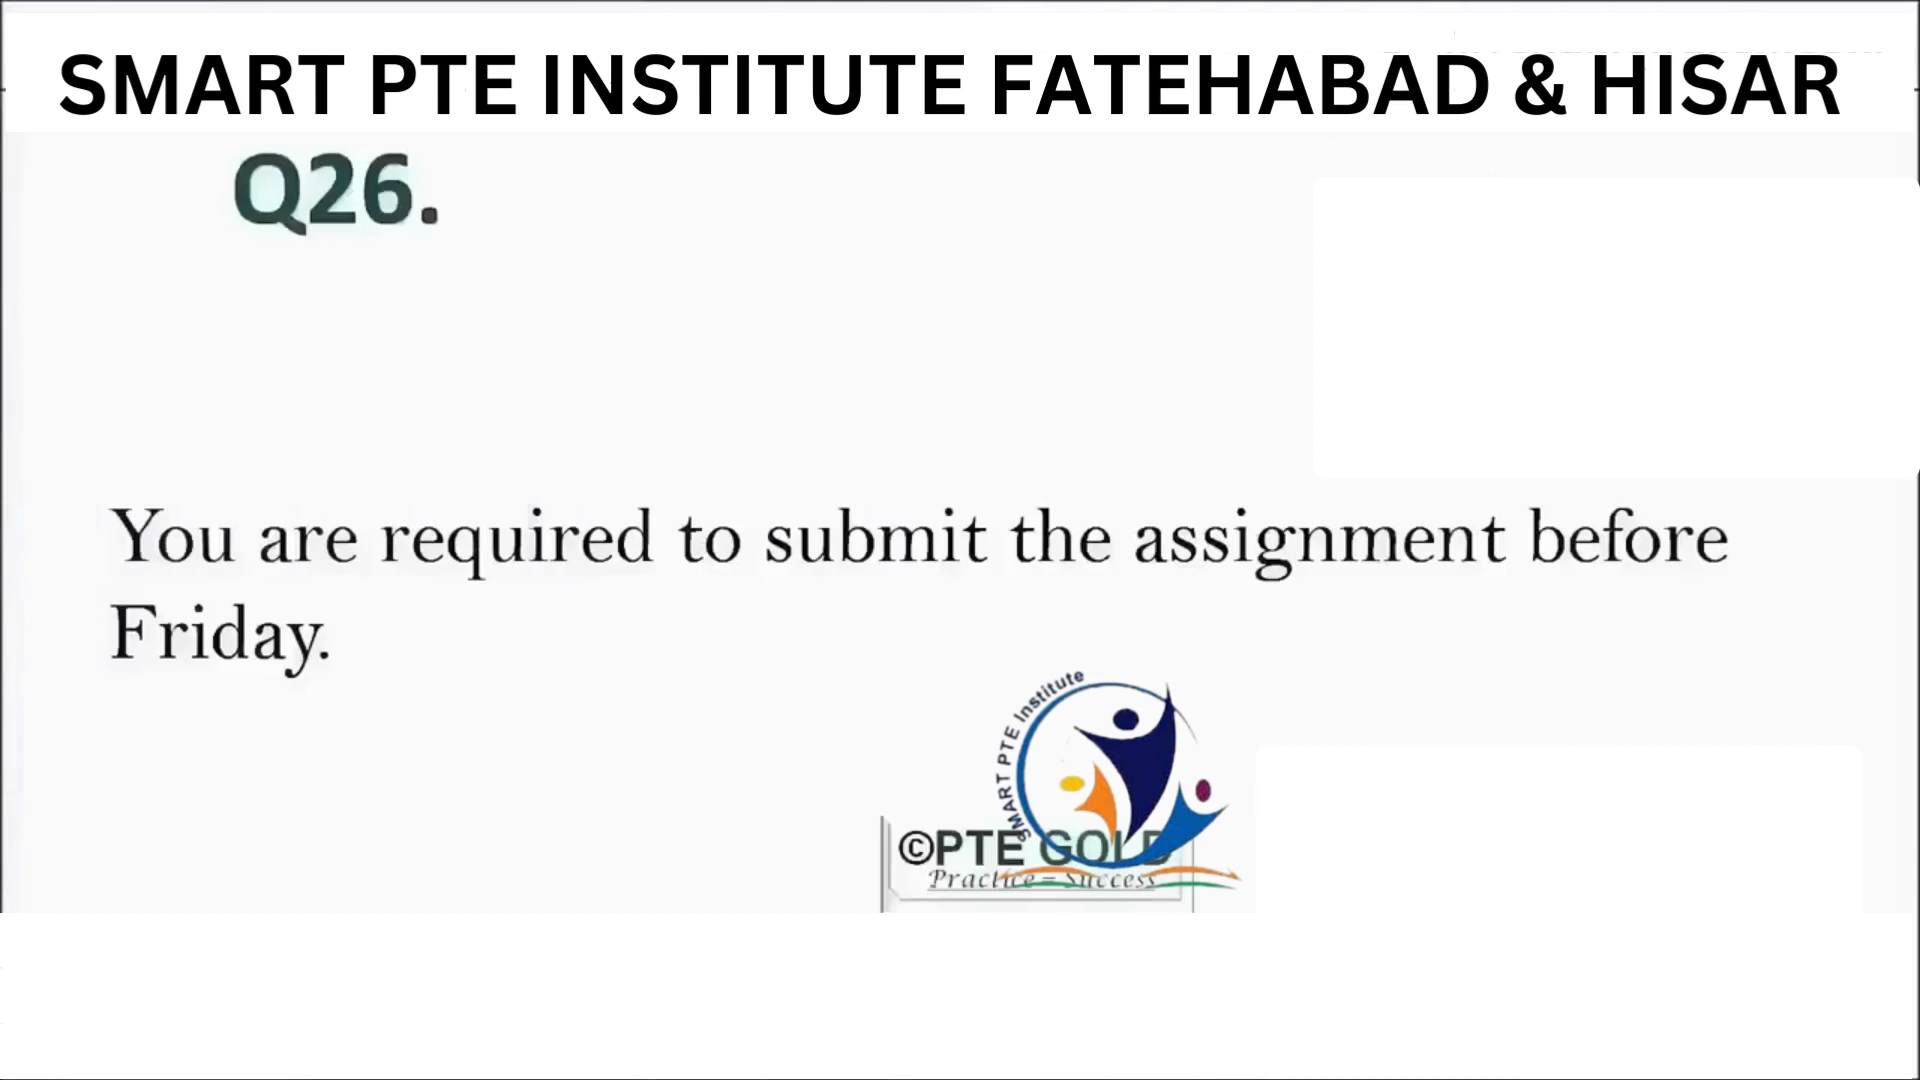 SMART PTE INSTITUTE FATEHABAD & HISAR
Q26.
You are required to submit the assignment before
Friday.
SMART PTE Institute
©PTE GOLD
Practice = Success